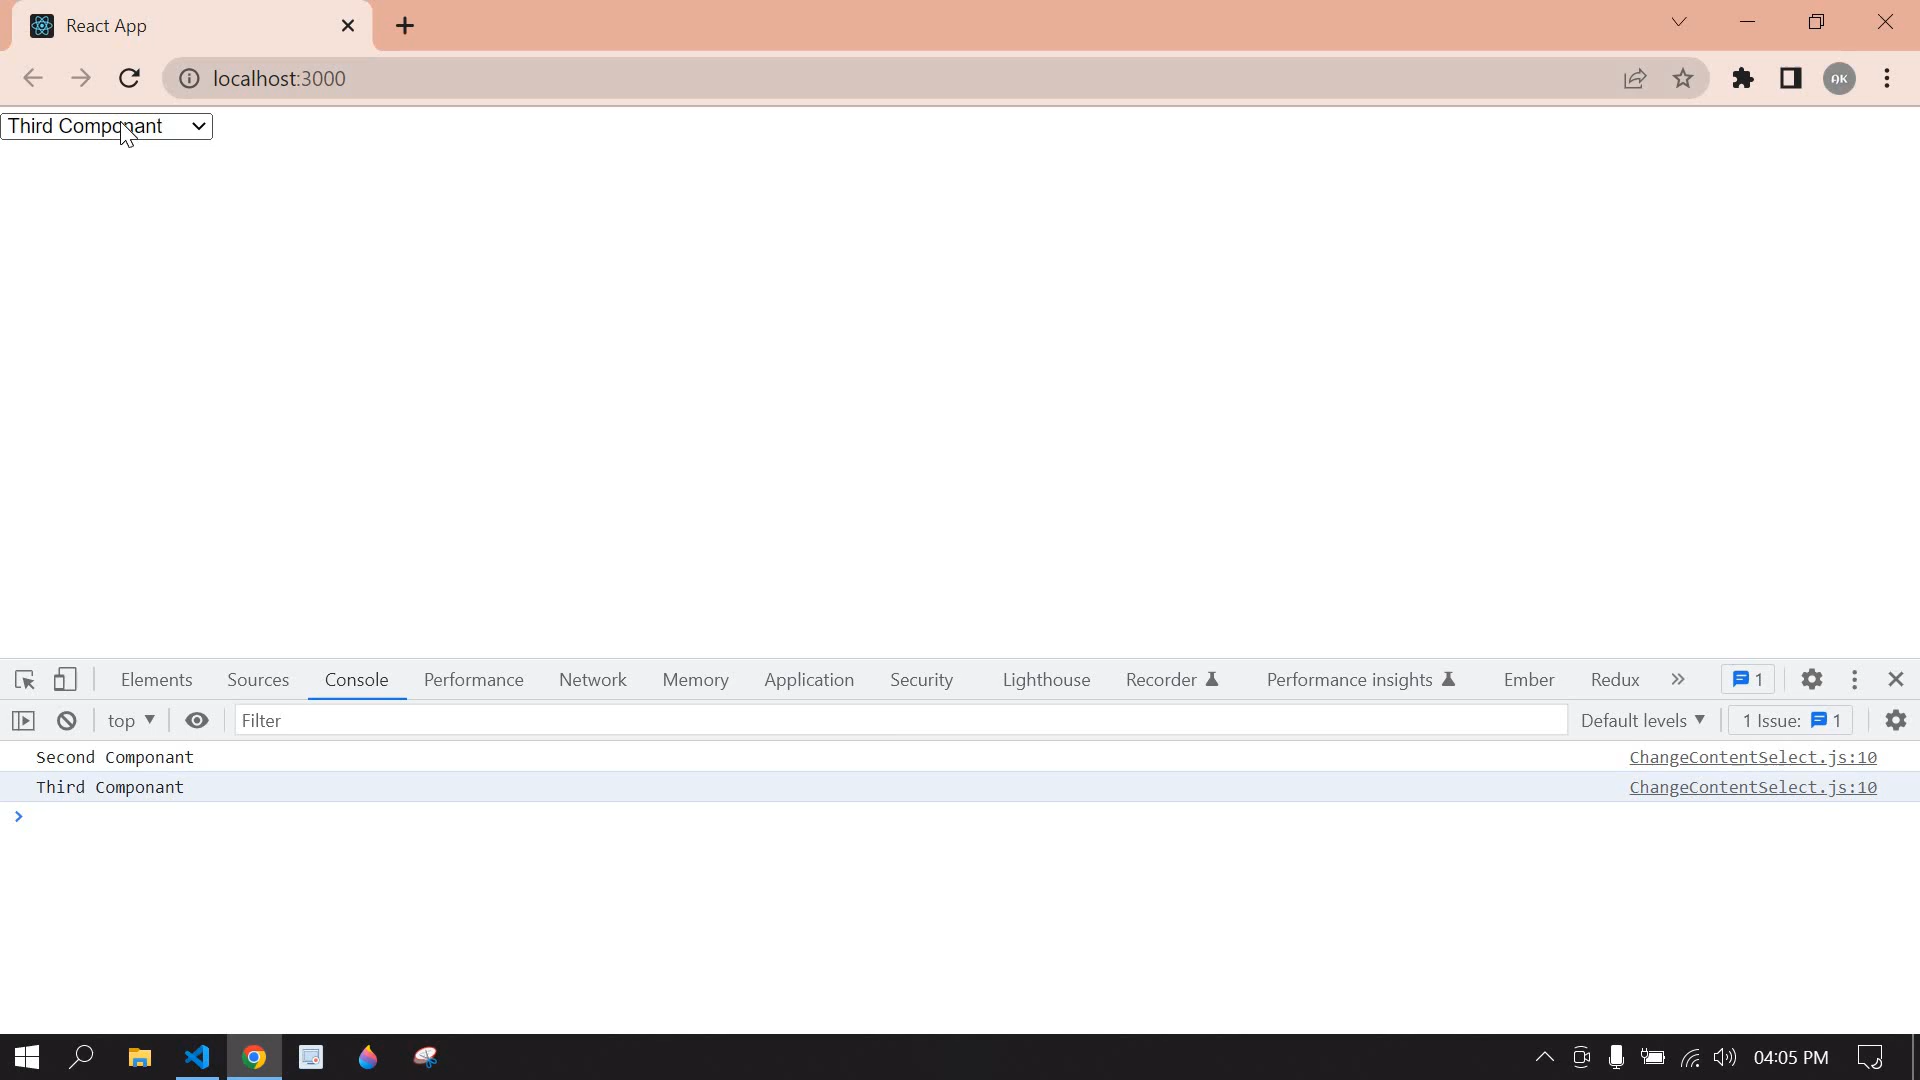 React App
localhost:3000
AK
Third Componant
Elements Sources Console Performance Network Memory Application Security Lighthouse Recorder Performance insights Ember Redux 1
top Filter Default levels 1 Issue: 1
Second Componant ChangeContentSelect.js:10
Third Componant ChangeContentSelect.js:10
04:05 PM